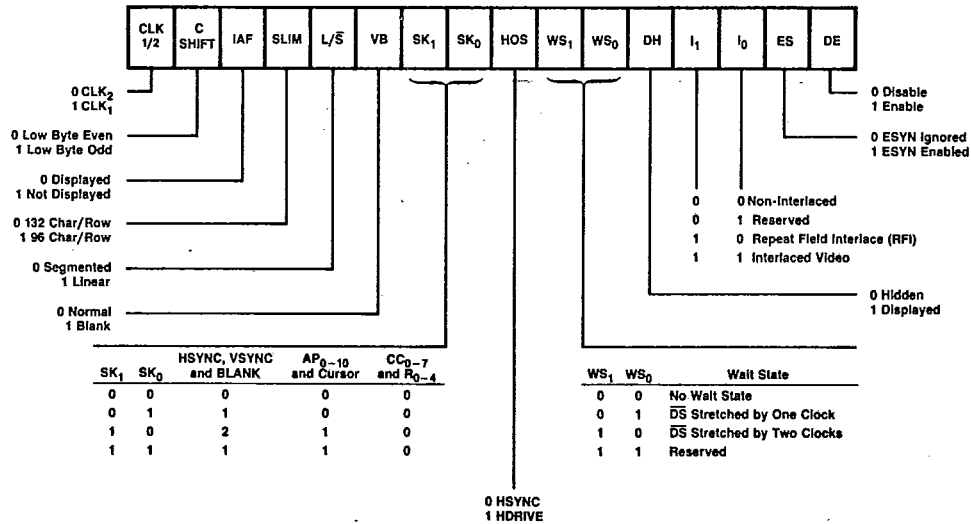 CLK 1/2 C SHIFT IAF SLIM L/S̅ VB SK₁ SK₀ HOS WS₁ WS₀ DH I₁ I₀ ES DE
0 CLK₂
1 CLK₁
0 Low Byte Even
1 Low Byte Odd
0 Displayed
1 Not Displayed
0 132 Char/Row
1 96 Char/Row
0 Segmented
1 Linear
0 Normal
1 Blank
0 Disable
1 Enable
0 ESYN Ignored
1 ESYN Enabled
0 0 Non-Interlaced
0 1 Reserved
1 0 Repeat Field Interlace (RFI)
1 1 Interlaced Video
0 Hidden
1 Displayed
SK₁ SK₀ HSYNC, VSYNC and BLANK AP₀₋₁₀ and Cursor CC₀₋₇ and R₀₋₄
0 0 0 0 0
0 1 1 0 0
1 0 2 1 0
1 1 1 1 0
WS₁ WS₀ Wait State
0 0 No Wait State
0 1 D̅S̅ Stretched by One Clock
1 0 D̅S̅ Stretched by Two Clocks
1 1 Reserved
0 HSYNC
1 HDRIVE